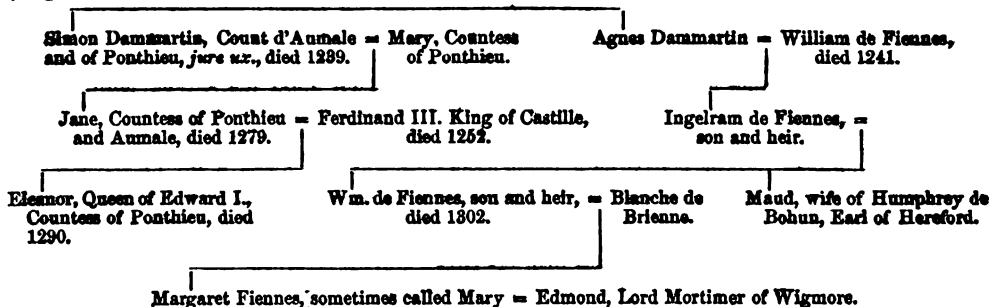 Simon Dammartin, Count d'Aumale = Mary, Countess Agnes Dammartin = William de Fiennes,
and of Ponthieu, jure ux., died 1239. of Ponthieu. died 1241.
Jane, Countess of Ponthieu = Ferdinand III. King of Castille, Ingelram de Fiennes, =
and Aumale, died 1279. died 1252. son and heir.
Eleanor, Queen of Edward I., Wm. de Fiennes, son and heir, = Blanche de Maud, wife of Humphrey de
Countess of Ponthieu, died died 1302. Brienne. Bohun, Earl of Hereford.
1290.
Margaret Fiennes, sometimes called Mary = Edmond, Lord Mortimer of Wigmore.